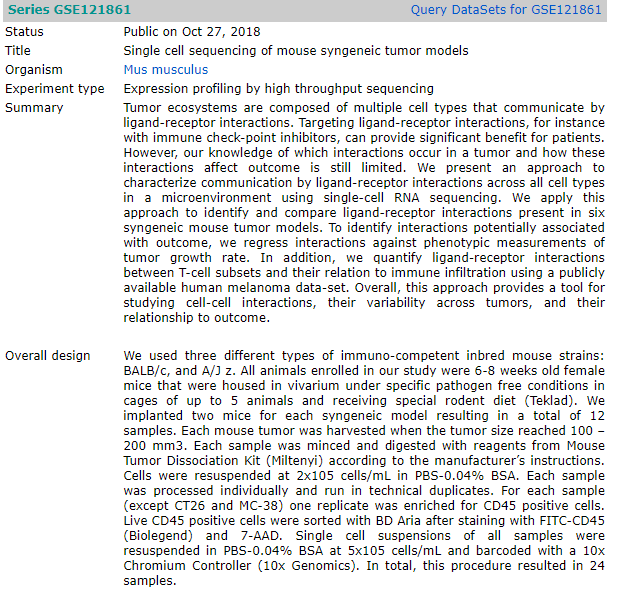 Series GSE121861 Query DataSets for GSE121861
Status Public on Oct 27, 2018
Title Single cell sequencing of mouse syngeneic tumor models
Organism Mus musculus
Experiment type Expression profiling by high throughput sequencing
Summary Tumor ecosystems are composed of multiple cell types that communicate by
ligand-receptor interactions. Targeting ligand-receptor interactions, for instance
with immune check-point inhibitors, can provide significant benefit for patients.
However, our knowledge of which interactions occur in a tumor and how these
interactions affect outcome is still limited. We present an approach to
characterize communication by ligand-receptor interactions across all cell types
in a microenvironment using single-cell RNA sequencing. We apply this
approach to identify and compare ligand-receptor interactions present in six
syngeneic mouse tumor models. To identify interactions potentially associated
with outcome, we regress interactions against phenotypic measurements of
tumor growth rate. In addition, we quantify ligand-receptor interactions
between T-cell subsets and their relation to immune infiltration using a publicly
available human melanoma data-set. Overall, this approach provides a tool for
studying cell-cell interactions, their variability across tumors, and their
relationship to outcome.
Overall design We used three different types of immuno-competent inbred mouse strains:
BALB/c, and A/J z. All animals enrolled in our study were 6-8 weeks old female
mice that were housed in vivarium under specific pathogen free conditions in
cages of up to 5 animals and receiving special rodent diet (Teklad). We
implanted two mice for each syngeneic model resulting in a total of 12
samples. Each mouse tumor was harvested when the tumor size reached 100 –
200 mm3. Each sample was minced and digested with reagents from Mouse
Tumor Dissociation Kit (Miltenyi) according to the manufacturer’s instructions.
Cells were resuspended at 2x105 cells/mL in PBS-0.04% BSA. Each sample
was processed individually and run in technical duplicates. For each sample
(except CT26 and MC-38) one replicate was enriched for CD45 positive cells.
Live CD45 positive cells were sorted with BD Aria after staining with FITC-CD45
(Biolegend) and 7-AAD. Single cell suspensions of all samples were
resuspended in PBS-0.04% BSA at 5x105 cells/mL and barcoded with a 10x
Chromium Controller (10x Genomics). In total, this procedure resulted in 24
samples.